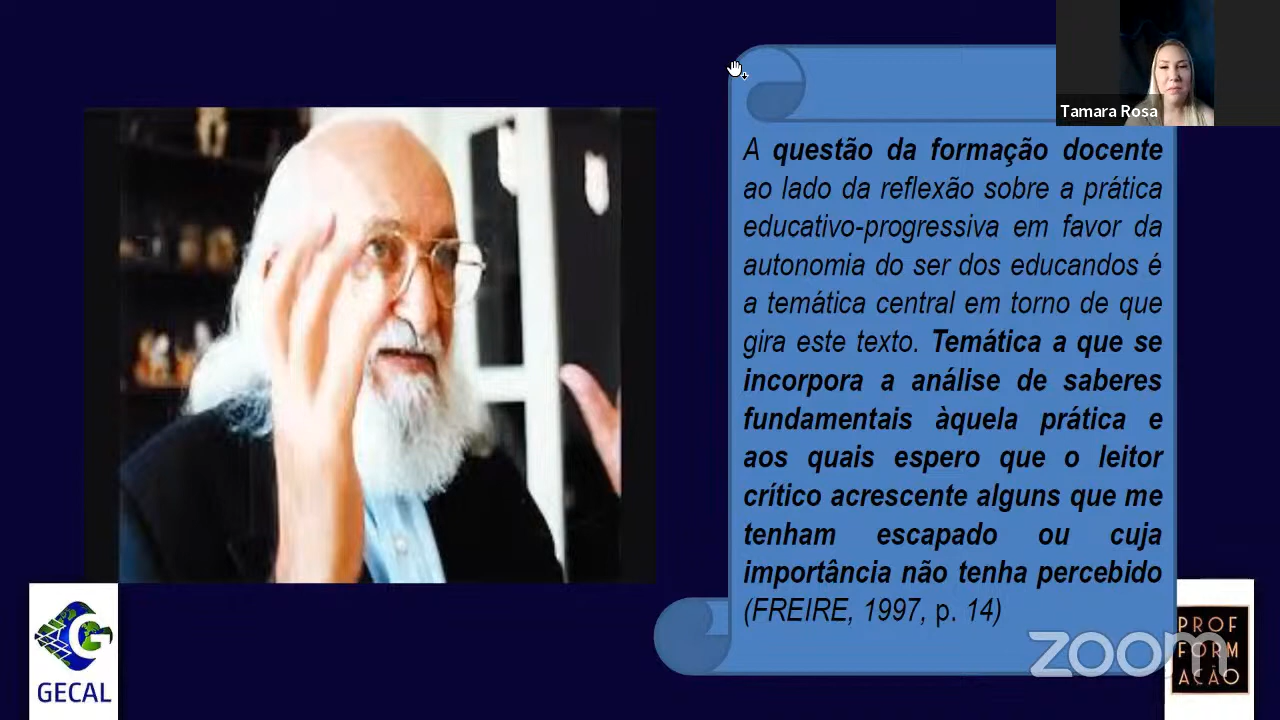 Tamara Rosa
A questão da formação docente
ao lado da reflexão sobre a prática
educativo-progressiva em favor da
autonomia do ser dos educandos é
a temática central em torno de que
gira este texto. Temática a que se
incorpora a análise de saberes
fundamentais àquela prática e
aos quais espero que o leitor
crítico acrescente alguns que me
tenham escapado ou cuja
importância não tenha percebido
(FREIRE, 1997, p. 14)
GECAL
zoom
PROF
FORM
AÇÃO